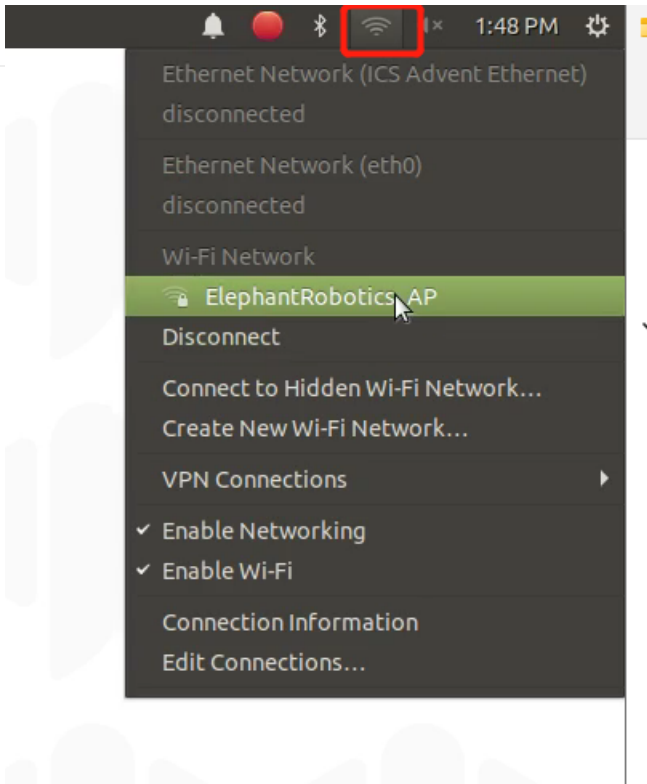 1:48 PM
Ethernet Network (ICS Advent Ethernet)
disconnected
Ethernet Network (eth0)
disconnected
Wi-Fi Network
ElephantRobotics_AP
Disconnect
Connect to Hidden Wi-Fi Network…
Create New Wi-Fi Network…
VPN Connections
Enable Networking
Enable Wi-Fi
Connection Information
Edit Connections…